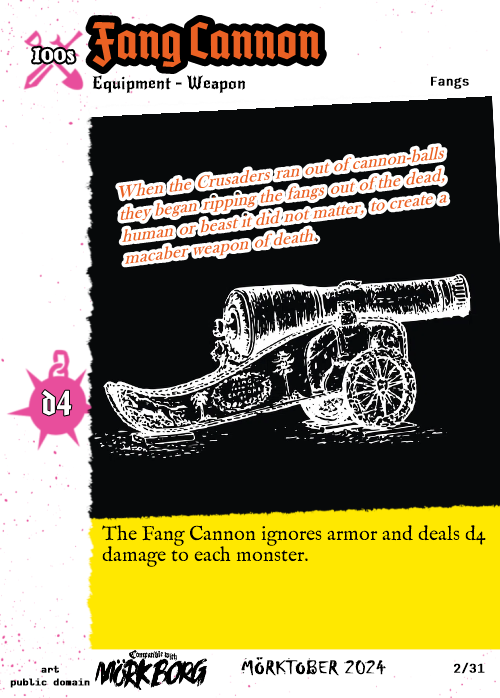 100s
Fang Cannon
Equipment - Weapon
Fangs
When the Crusaders ran out of cannon-balls
they began ripping the fangs out of the dead,
human or beast it did not matter, to create a
macaber weapon of death.
2
d4
The Fang Cannon ignores armor and deals d4
damage to each monster.
art
public domain
Compatible with
MÖRK BORG
MÖRKTOBER 2024
2/31